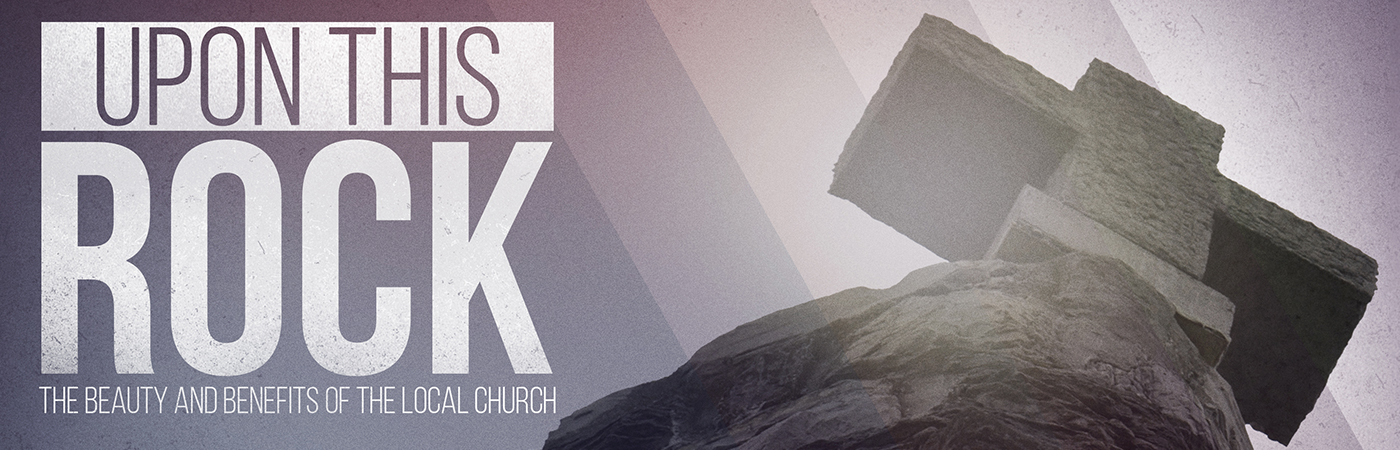 UPON THIS
ROCK
THE BEAUTY AND BENEFITS OF THE LOCAL CHURCH